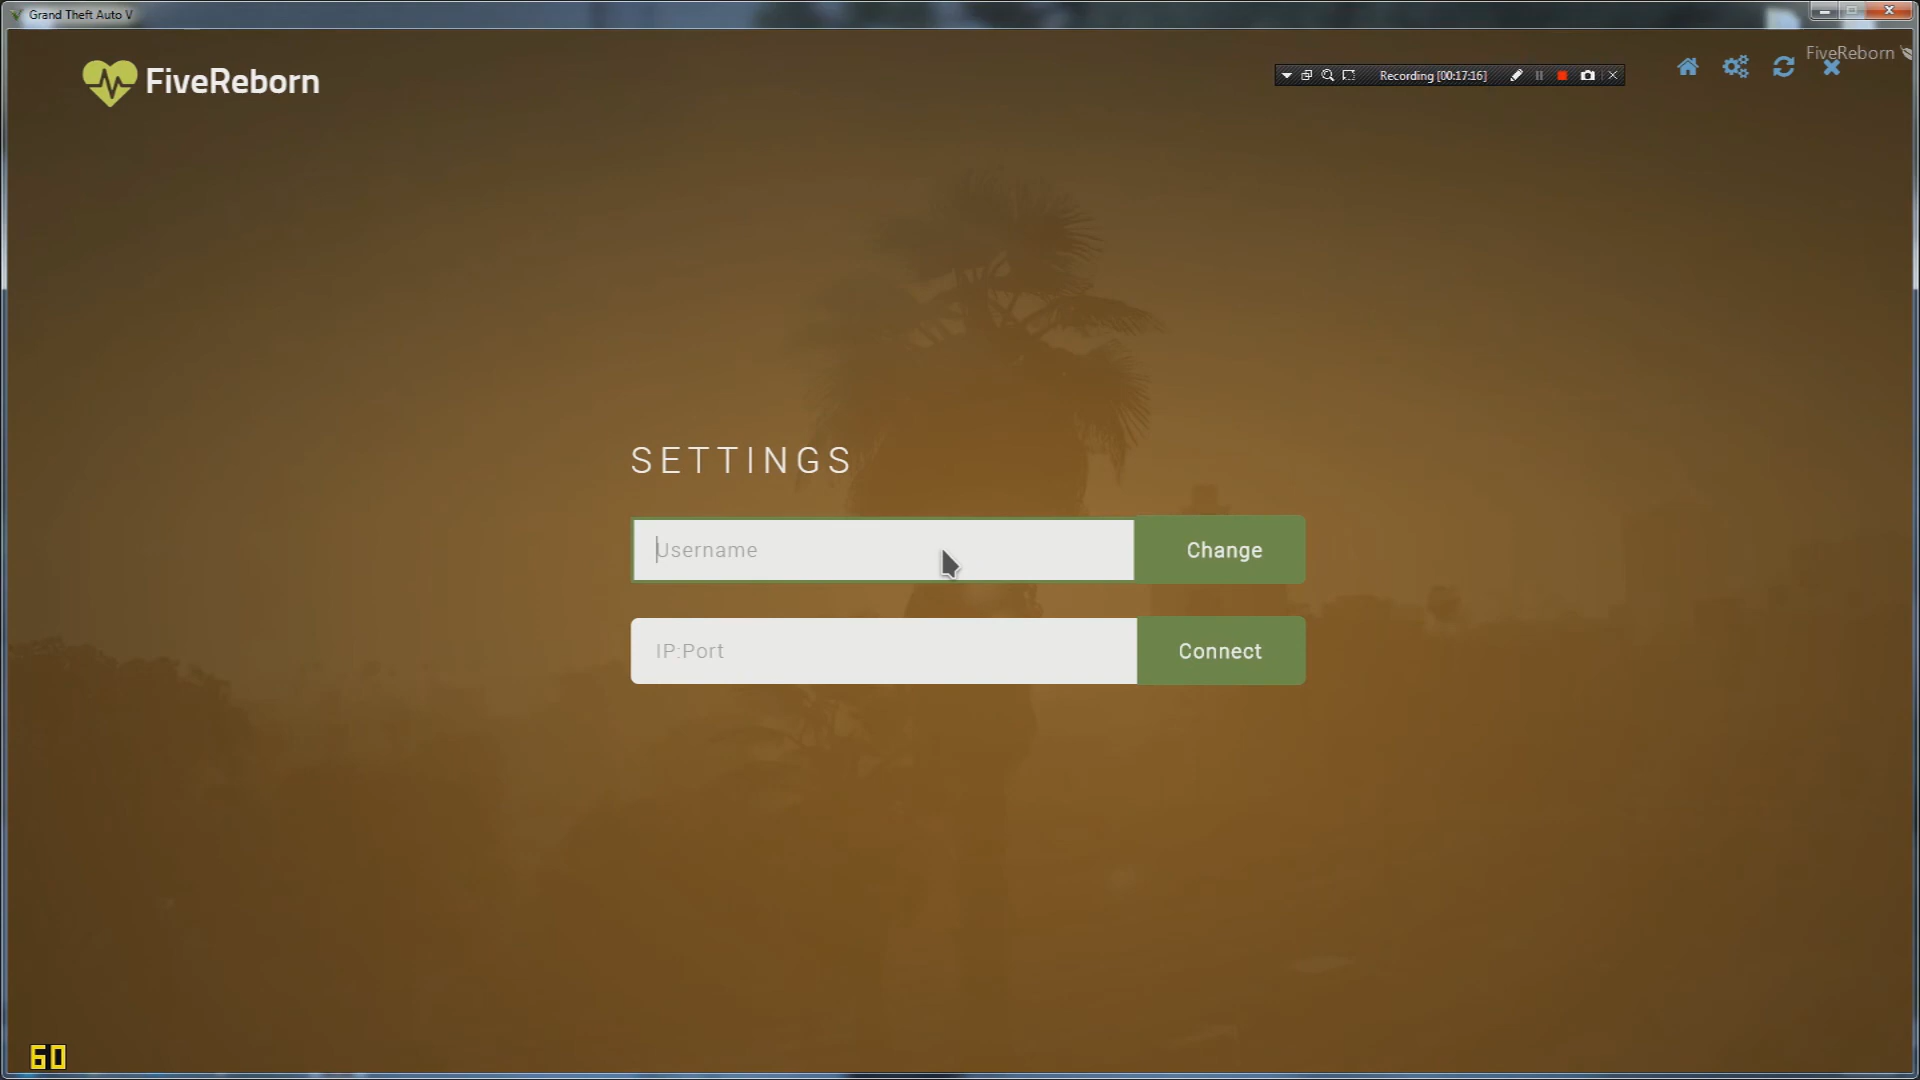 Grand Theft Auto V
FiveReborn
Recording [00:17:16]
FiveReborn
SETTINGS
Username
Change
IP:Port
Connect
60